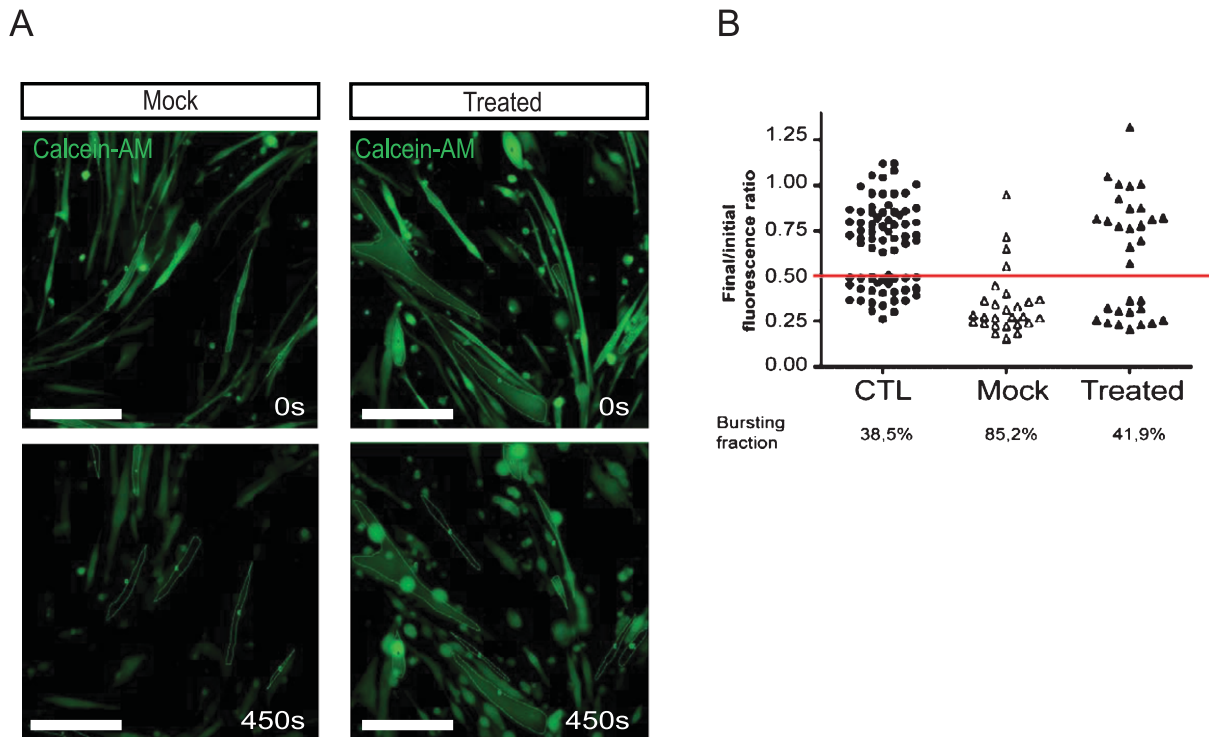 A
B
Mock
Treated
Calcein-AM
Calcein-AM
0s
0s
450s
450s
Final/initial
fluorescence ratio
1.25
1.00
0.75
0.50
0.25
0.00
CTL Mock Treated
Bursting
fraction
38,5% 85,2% 41,9%